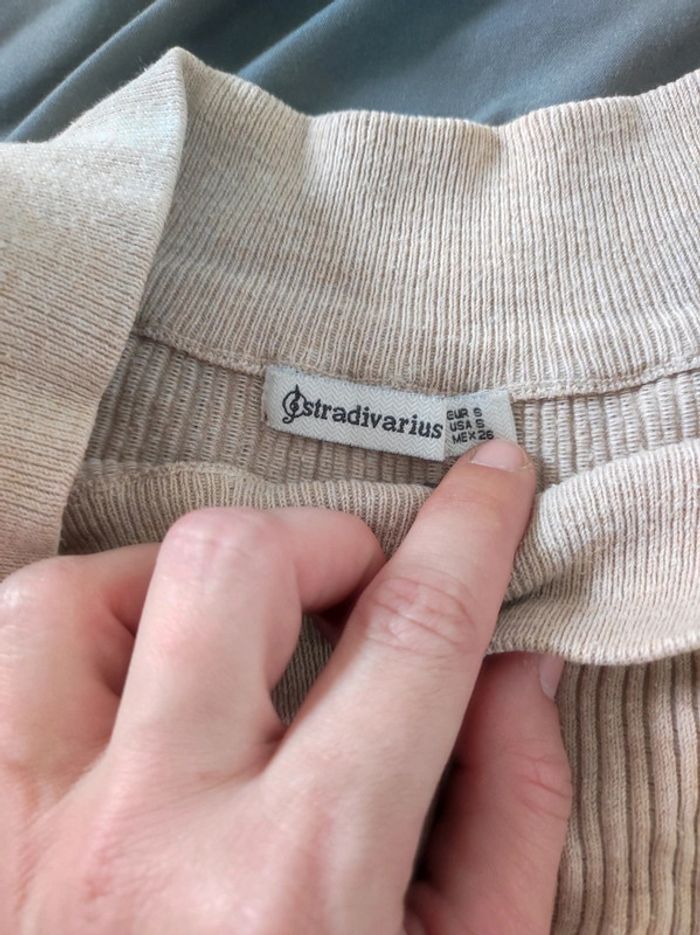 stradivarius
EUR S
USA S
MEX 26